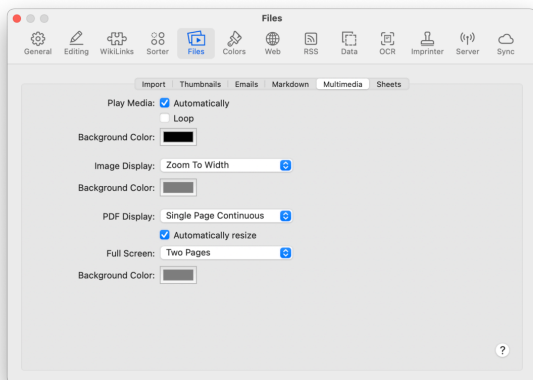 Files
General Editing WikiLinks Sorter Files Colors Web RSS Data OCR Imprinter Server Sync
Import Thumbnails Emails Markdown Multimedia Sheets
Play Media: Automatically
Loop
Background Color:
Image Display: Zoom To Width
Background Color:
PDF Display: Single Page Continuous
Automatically resize
Full Screen: Two Pages
Background Color:
?